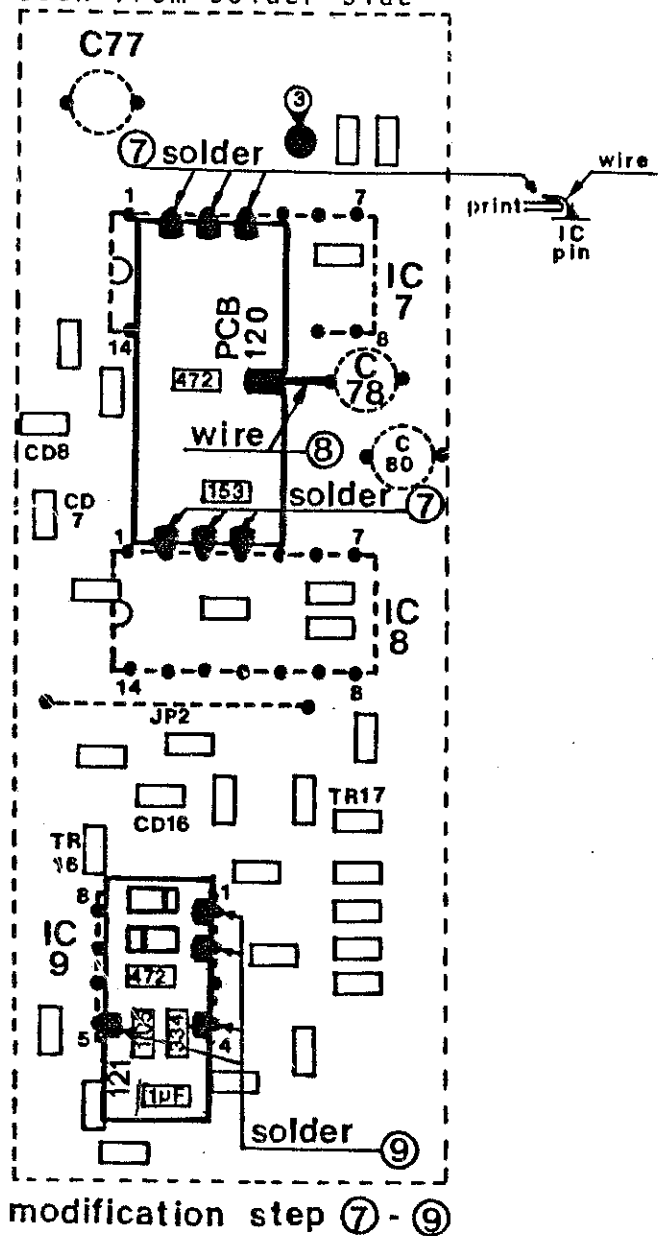 C77
③
⑦ solder
wire
print
IC
pin
1
7
IC
7
PCB
120
14
8
472
C
78
CD8
wire
⑧
C
80
CD
7
153
solder ⑦
1
7
IC
8
14
8
JP2
CD16
TR17
TR
8
1
IC
9
472
334
5
4
121
1µF
solder
⑨
modification step ⑦ - ⑨